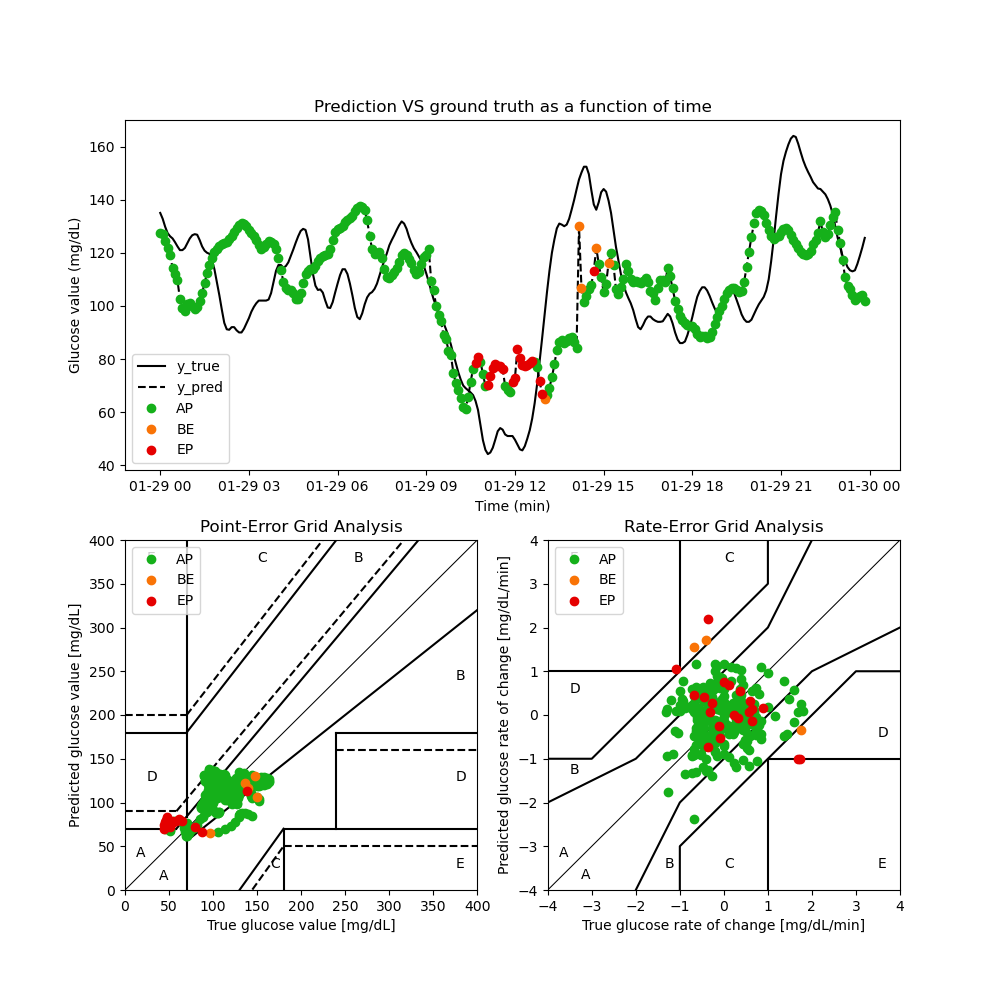 Prediction VS ground truth as a function of time
Glucose value (mg/dL)
160
140
120
100
80
60
40
y_true
y_pred
AP
BE
EP
01-29 00 01-29 03 01-29 06 01-29 09 01-29 12 01-29 15 01-29 18 01-29 21 01-30 00
Time (min)
Point-Error Grid Analysis
Predicted glucose value [mg/dL]
400
350
300
250
200
150
100
50
0
AP
BE
EP
C
B
B
D
D
A
A
C
E
0 50 100 150 200 250 300 350 400
True glucose value [mg/dL]
Rate-Error Grid Analysis
Predicted glucose rate of change [mg/dL/min]
4
3
2
1
0
−1
−2
−3
−4
AP
BE
EP
C
D
D
B
A
A
B
C
E
−4 −3 −2 −1 0 1 2 3 4
True glucose rate of change [mg/dL/min]